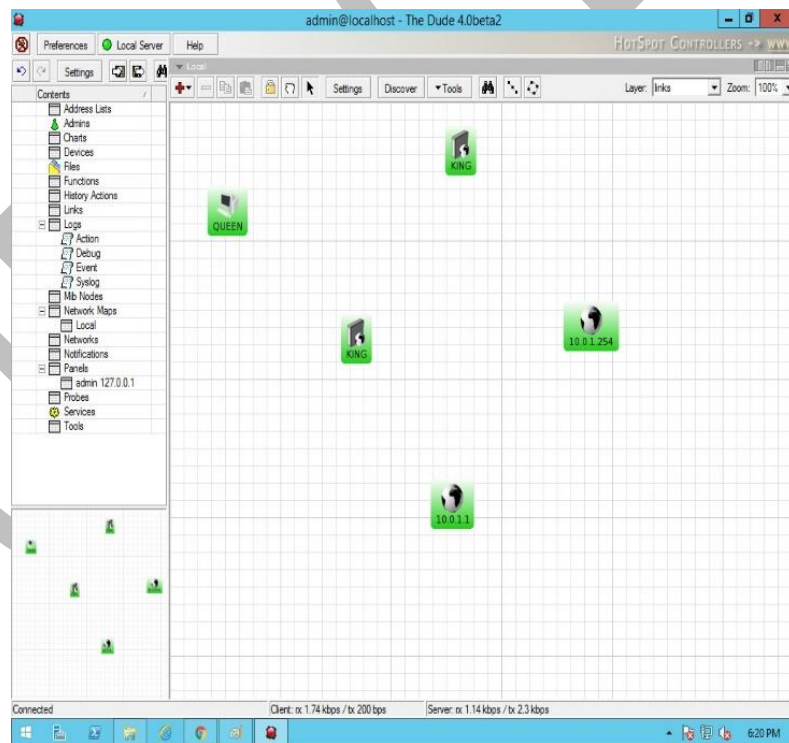 admin@localhost - The Dude 4.0beta2
Preferences Local Server Help
HotSpot Controllers -> www
Settings
Local
Settings Discover Tools Layer: links Zoom: 100%
Contents
Address Lists
Admins
Charts
Devices
Files
Functions
History Actions
Links
Logs
Action
Debug
Event
Syslog
Mib Nodes
Network Maps
Local
Networks
Notifications
Panels
admin 127.0.0.1
Probes
Services
Tools
KING
QUEEN
KING
10.0.1.254
10.0.1.1
Connected Client: rx 1.74 kbps / tx 200 bps Server: rx 1.14 kbps / tx 2.3 kbps
6:20 PM